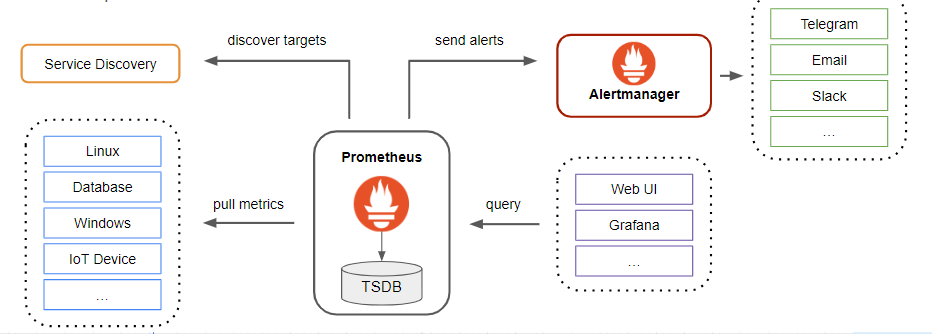 discover targets
send alerts
Service Discovery
Alertmanager
Telegram
Email
Slack
...
Linux
Database
Windows
IoT Device
...
pull metrics
Prometheus
TSDB
query
Web UI
Grafana
...